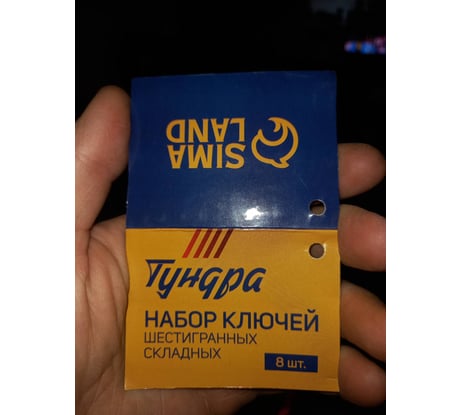 SIMA
LAND
Тундра
НАБОР КЛЮЧЕЙ
ШЕСТИГРАННЫХ
СКЛАДНЫХ
8 шт.